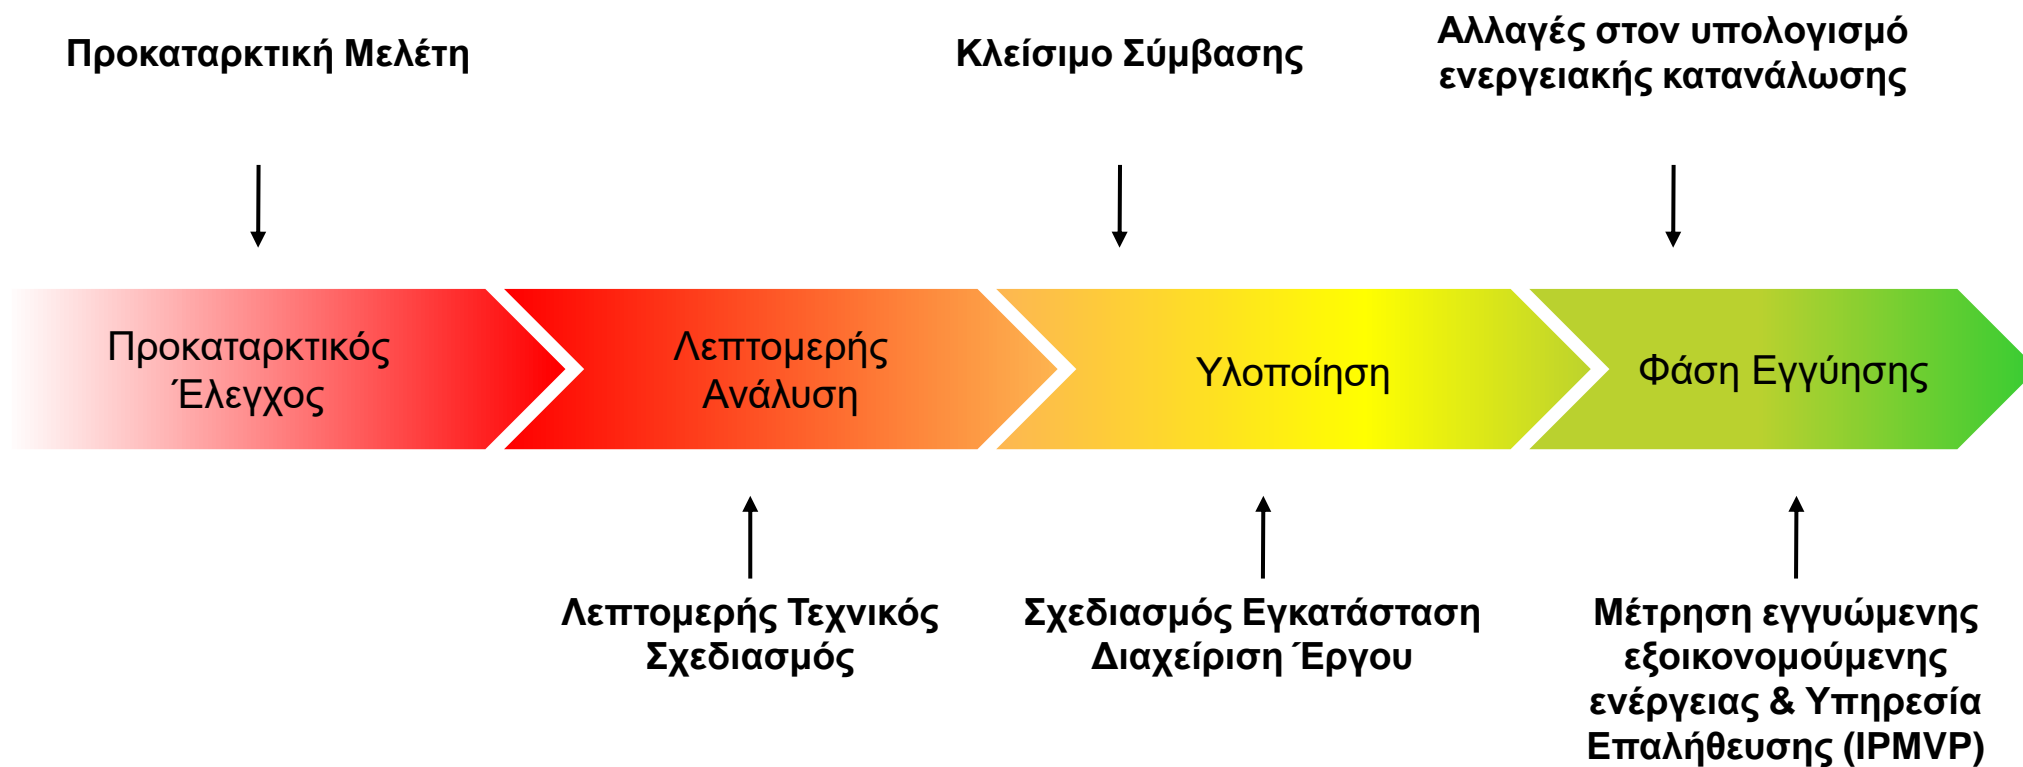 Προκαταρκτική Μελέτη
Κλείσιμο Σύμβασης
Αλλαγές στον υπολογισμό
ενεργειακής κατανάλωσης
Προκαταρκτικός
Έλεγχος
Λεπτομερής
Ανάλυση
Υλοποίηση
Φάση Εγγύησης
Λεπτομερής Τεχνικός
Σχεδιασμός
Σχεδιασμός Εγκατάσταση
Διαχείριση Έργου
Μέτρηση εγγυώμενης
εξοικονομούμενης
ενέργειας & Υπηρεσία
Επαλήθευσης (IPMVP)